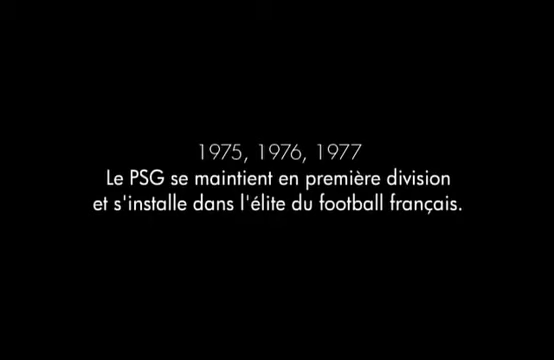 1975, 1976, 1977
Le PSG se maintient en première division
et s'installe dans l'élite du football français.